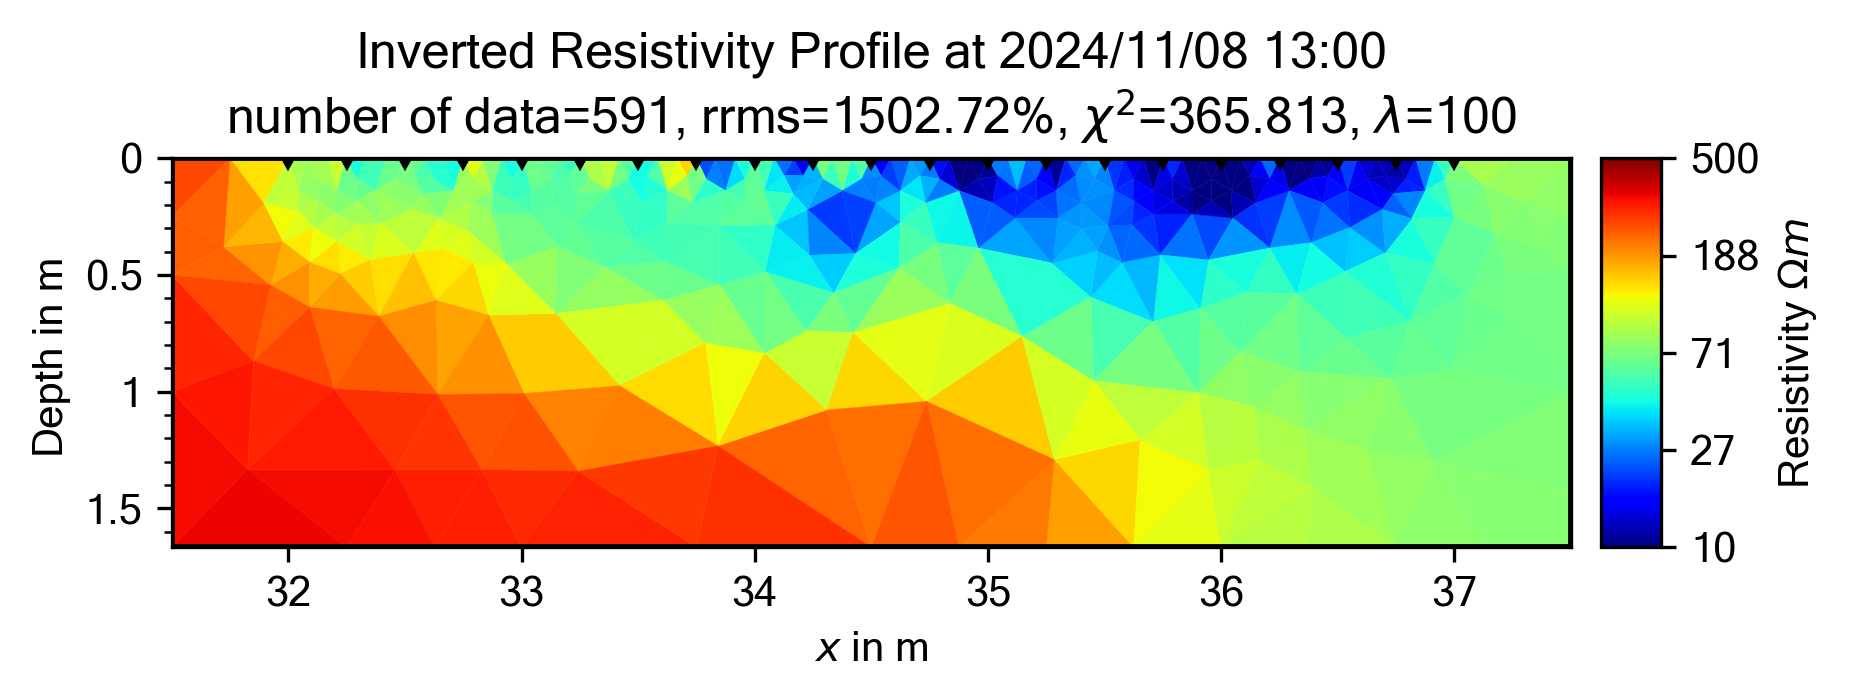 Inverted Resistivity Profile at 2024/11/08 13:00
number of data=591, rrms=1502.72%, χ²=365.813, λ=100
0
0.5
1
1.5
Depth in m
32 33 34 35 36 37
x in m
500
188
71
27
10
Resistivity Ωm